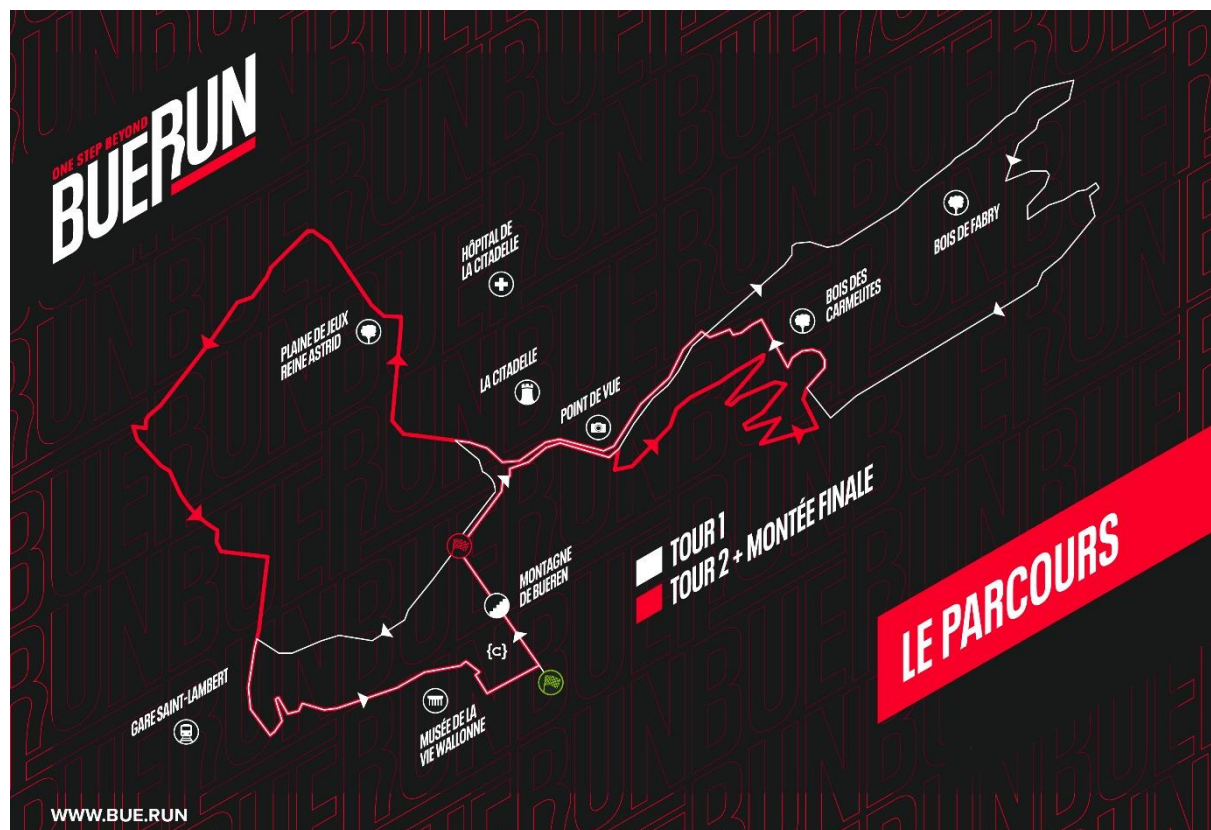 ONE STEP BEYOND
BUERUN
HÔPITAL DE
LA CITADELLE
BOIS DE FABRY
BOIS DES
CARMELITES
PLAINE DE JEUX
REINE ASTRID
LA CITADELLE
POINT DE VUE
MONTAGNE
DE BUEREN
TOUR 1
TOUR 2 + MONTÉE FINALE
LE PARCOURS
{C}
GARE SAINT-LAMBERT
MUSÉE DE LA
VIE WALLONNE
WWW.BUE.RUN